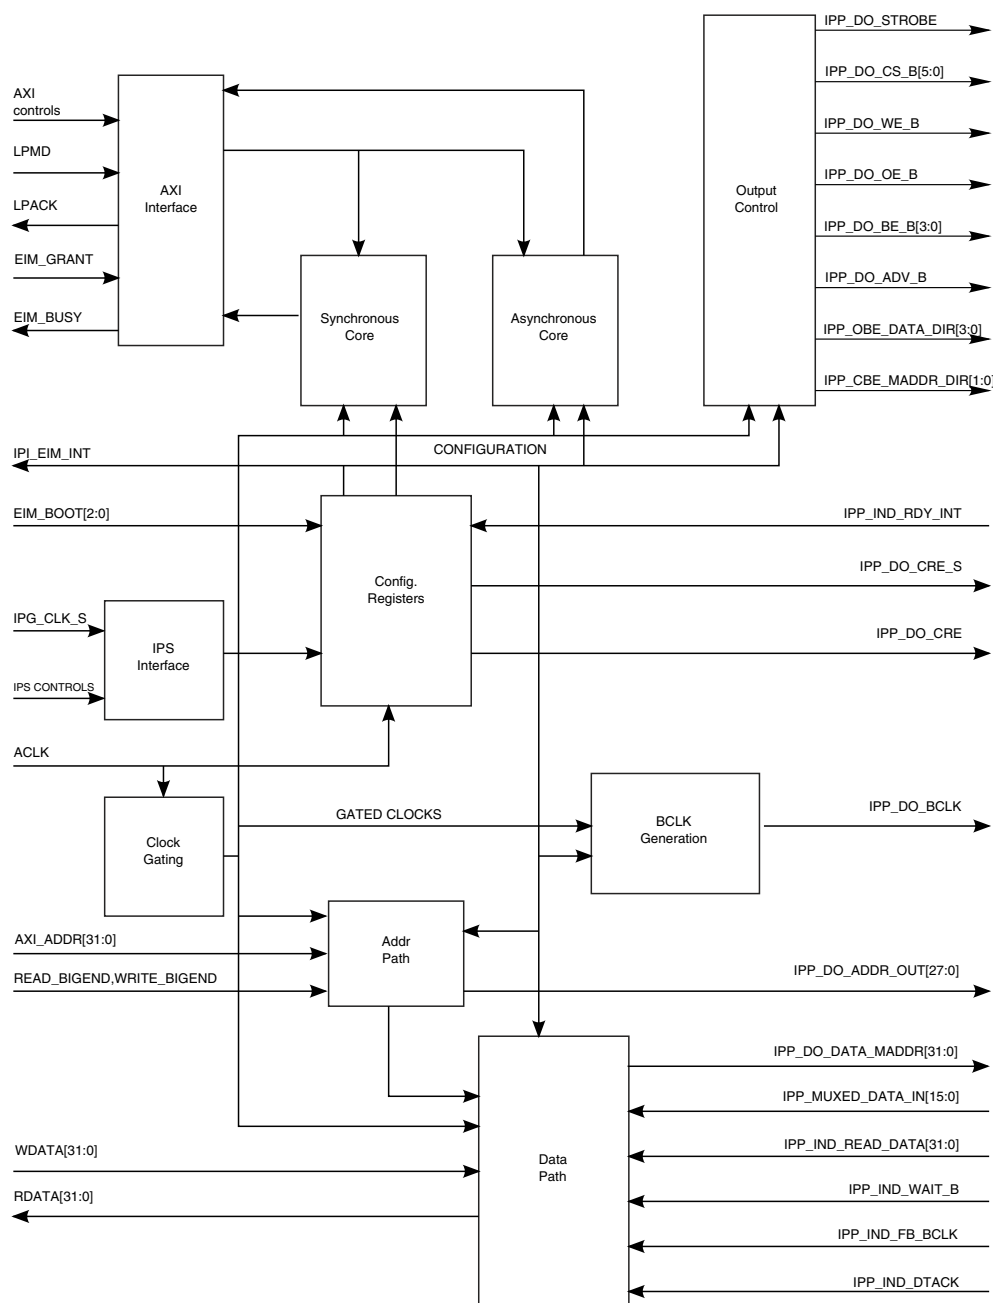 IPP_DO_STROBE
IPP_DO_CS_B[5:0]
IPP_DO_WE_B
IPP_DO_OE_B
IPP_DO_BE_B[3:0]
IPP_DO_ADV_B
IPP_OBE_DATA_DIR[3:0]
IPP_CBE_MADDR_DIR[1:0]
Output
Control
AXI
controls
LPMD
LPACK
EIM_GRANT
EIM_BUSY
AXI
Interface
Synchronous
Core
Asynchronous
Core
IPI_EIM_INT
CONFIGURATION
EIM_BOOT[2:0]
IPP_IND_RDY_INT
IPP_DO_CRE_S
IPP_DO_CRE
Config.
Registers
IPG_CLK_S
IPS CONTROLS
IPS
Interface
ACLK
Clock
Gating
GATED CLOCKS
BCLK
Generation
IPP_DO_BCLK
AXI_ADDR[31:0]
READ_BIGEND,WRITE_BIGEND
Addr
Path
IPP_DO_ADDR_OUT[27:0]
IPP_DO_DATA_MADDR[31:0]
IPP_MUXED_DATA_IN[15:0]
IPP_IND_READ_DATA[31:0]
IPP_IND_WAIT_B
IPP_IND_FB_BCLK
IPP_IND_DTACK
WDATA[31:0]
RDATA[31:0]
Data
Path